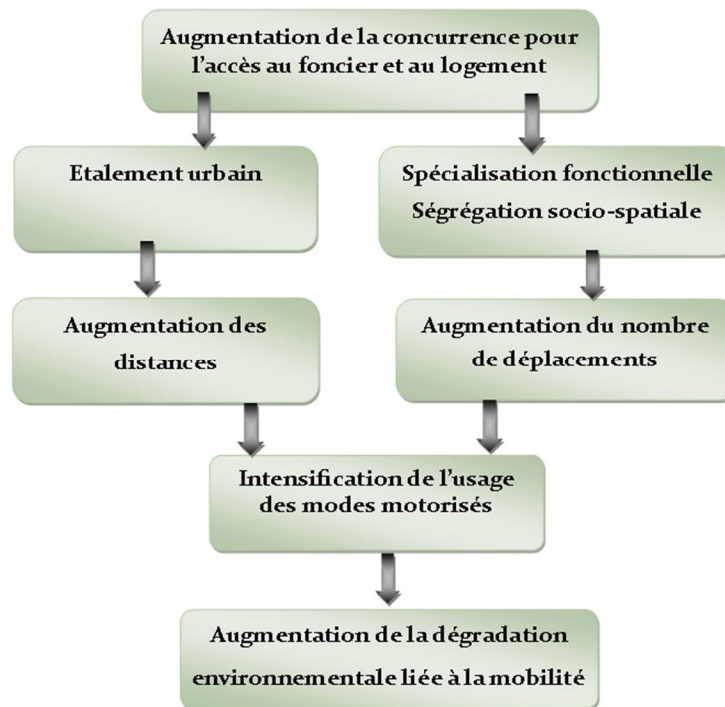 Augmentation de la concurrence pour
l'accès au foncier et au logement
Etalement urbain
Spécialisation fonctionnelle
Ségrégation socio-spatiale
Augmentation des
distances
Augmentation du nombre
de déplacements
Intensification de l'usage
des modes motorisés
Augmentation de la dégradation
environnementale liée à la mobilité